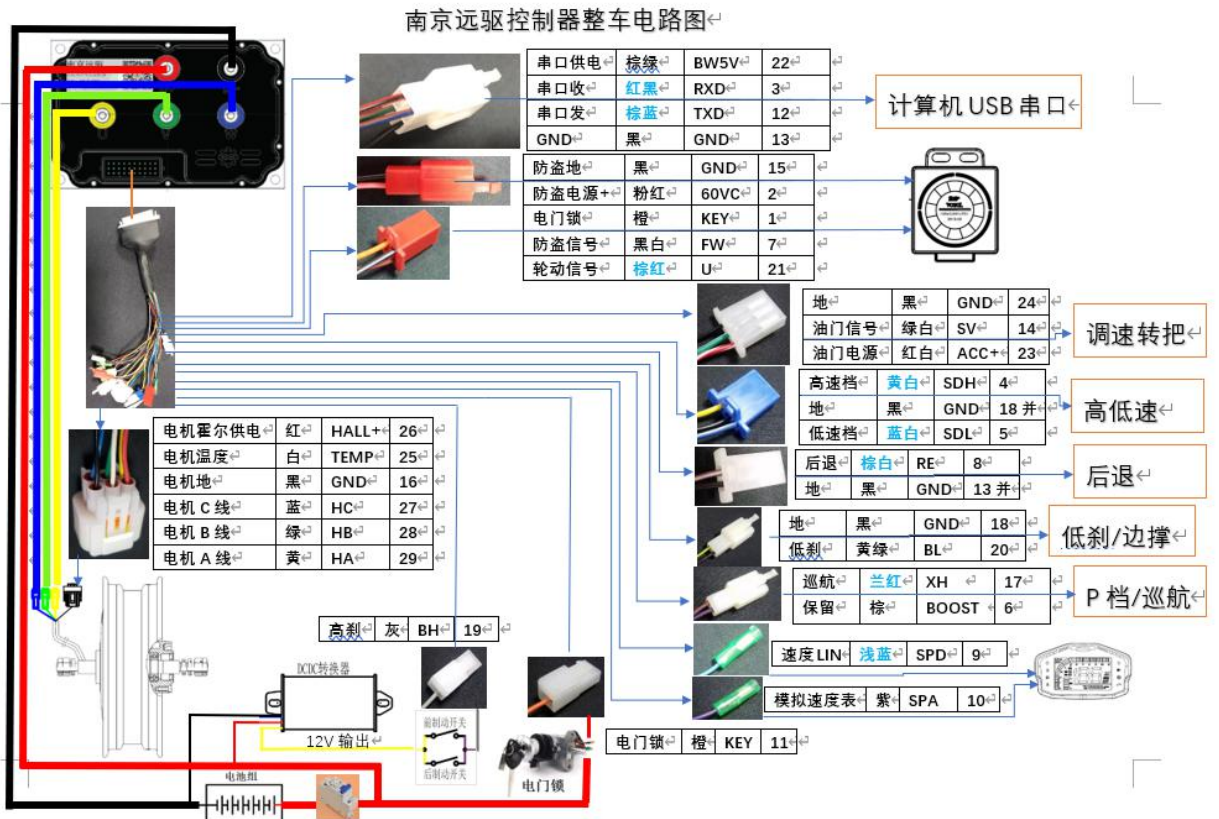 南京远驱控制器整车电路图
串口供电 棕绿 BW5V 22
串口收 红黑 RXD 3
串口发 棕蓝 TXD 12
GND 黑 GND 13
计算机 USB 串口
防盗地 黑 GND 15
防盗电源+ 粉红 60VC 2
电门锁 橙 KEY 1
防盗信号 黑白 FW 7
轮动信号 棕红 U 21
地 黑 GND 24
油门信号 绿白 SV 14
油门电源 红白 ACC+ 23
调速转把
高速档 黄白 SDH 4
地 黑 GND 18 并
低速档 蓝白 SDL 5
高低速
后退 棕白 RE 8
地 黑 GND 13 并
后退
地 黑 GND 18
低刹 黄绿 BL 20
低刹/边撑
巡航 兰红 XH 17
保留 棕 BOOST 6
P 档/巡航
速度 LIN 浅蓝 SPD 9
模拟速度表 紫 SPA 10
电机霍尔供电 红 HALL+ 26
电机温度 白 TEMP 25
电机地 黑 GND 16
电机 C 线 蓝 HC 27
电机 B 线 绿 HB 28
电机 A 线 黄 HA 29
高刹 灰 BH 19
DCDC转换器
12V 输出
前制动开关
后制动开关
电门锁
电门锁 橙 KEY 11
电池组